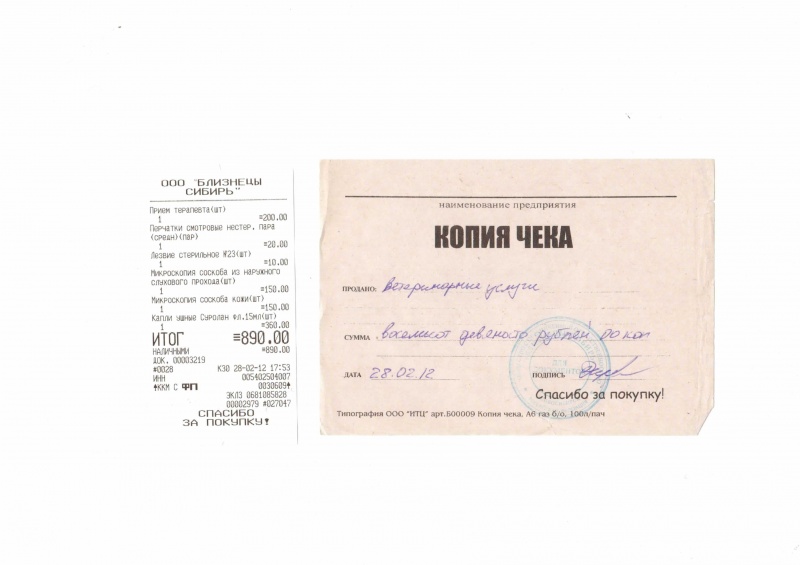 ООО "БЛИЗНЕЦЫ
СИБИРЬ"
Прием терапевта(шт)
1 =200.00
Перчатки смотровые нестер, пара
(средн)(пар)
1 =20.00
Лезвие стерильное №23(шт)
1 =10.00
Микроскопия соскоба из наружного
слухового прохода(шт)
1 =150.00
Микроскопия соскоба кожи(шт)
1 =150.00
Капли ушные Суролан фл.15мл(шт)
1 =360.00
ИТОГ =890.00
НАЛИЧНЫМИ =890.00
ДОК. 00003219
#0028 К30 28-02-12 17:53
ИНН 005402504007
ККМ С ФП 0030609
ЭКЛЗ 0681085828
00002979 #027047
СПАСИБО
ЗА ПОКУПКУ!
наименование предприятия
КОПИЯ ЧЕКА
ПРОДАНО: Ветеринарные услуги
СУММА восемьсот девяносто рублей 00 коп
ДАТА 28.02.12 ПОДПИСЬ
Спасибо за покупку!
Типография ООО "ИТЦ" арт.Б00009 Копия чека, А6 газ б/о, 100л/пач